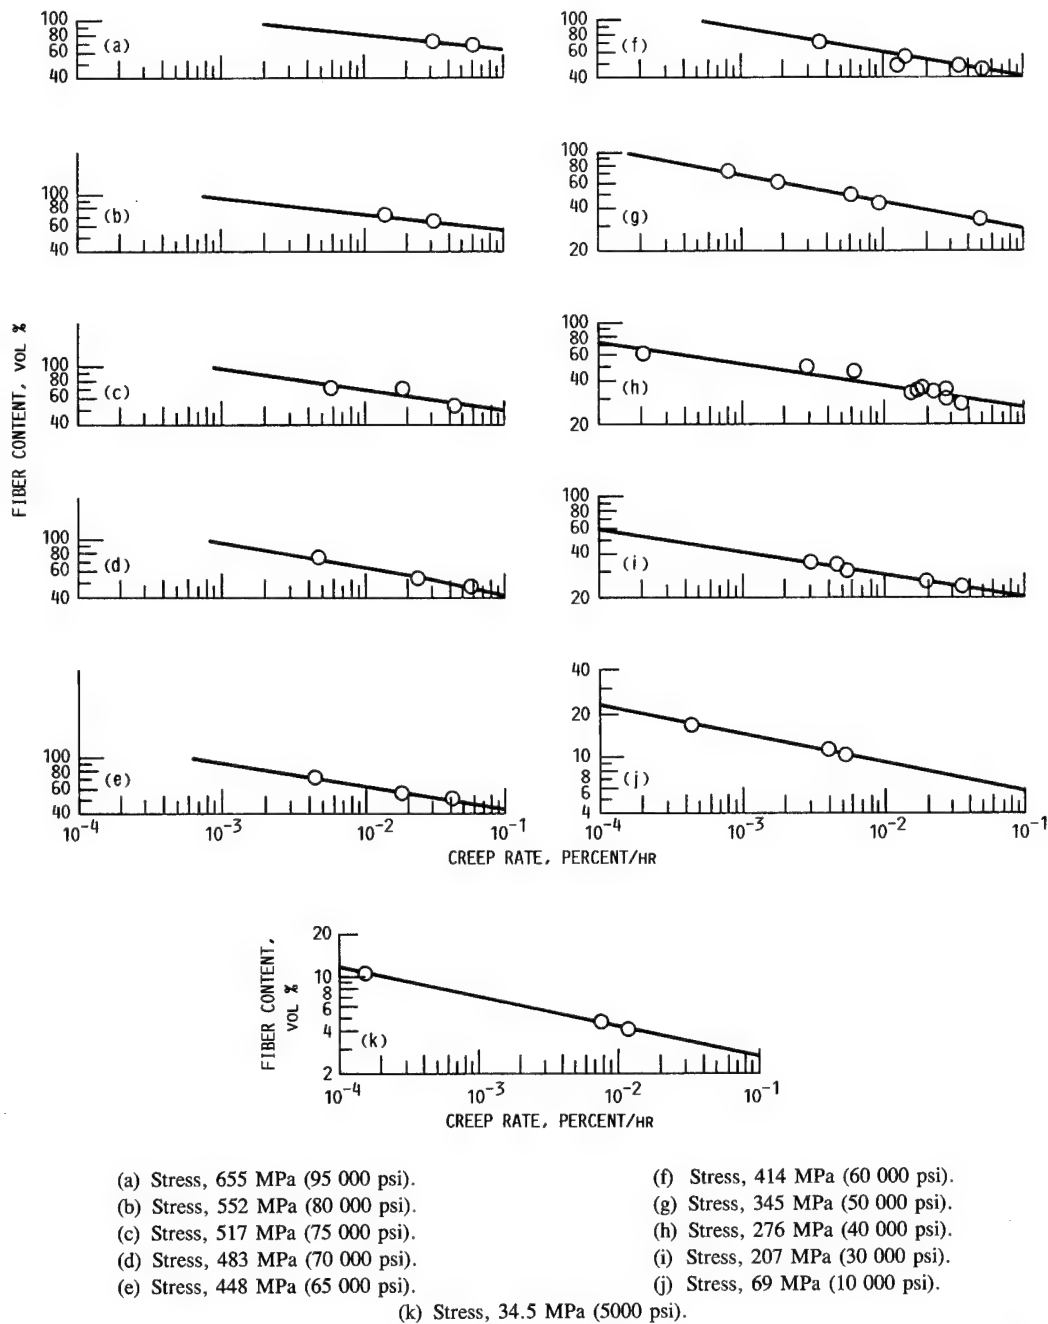 100
80
60
40
(a)
100
80
60
40
(b)
100
80
60
40
(c)
100
80
60
40
(d)
100
80
60
40
(e)
10⁻⁴
10⁻³
10⁻²
10⁻¹
FIBER CONTENT, VOL %
100
80
60
40
(f)
100
80
60
40
20
(g)
100
80
60
40
20
(h)
100
80
60
40
20
(i)
40
20
10
8
6
4
(j)
10⁻⁴
10⁻³
10⁻²
10⁻¹
CREEP RATE, PERCENT/HR
FIBER CONTENT,
VOL %
20
10
8
6
4
2
(k)
10⁻⁴
10⁻³
10⁻²
10⁻¹
CREEP RATE, PERCENT/HR
(a) Stress, 655 MPa (95 000 psi).
(b) Stress, 552 MPa (80 000 psi).
(c) Stress, 517 MPa (75 000 psi).
(d) Stress, 483 MPa (70 000 psi).
(e) Stress, 448 MPa (65 000 psi).
(f) Stress, 414 MPa (60 000 psi).
(g) Stress, 345 MPa (50 000 psi).
(h) Stress, 276 MPa (40 000 psi).
(i) Stress, 207 MPa (30 000 psi).
(j) Stress, 69 MPa (10 000 psi).
(k) Stress, 34.5 MPa (5000 psi).